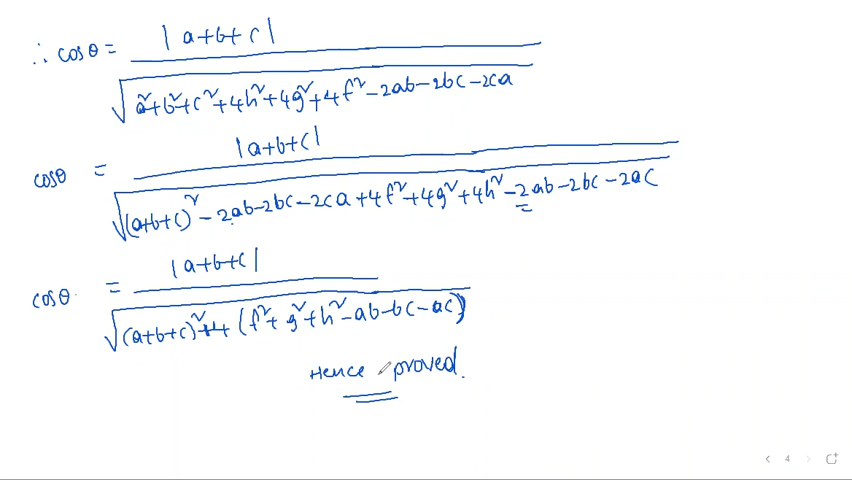 ∴ cosθ = |a+b+c| / √(a²+b²+c²+4h²+4g²+4f²-2ab-2bc-2ca)
cosθ = |a+b+c| / √((a+b+c)²-2ab-2bc-2ca+4f²+4g²+4h²-2ab-2bc-2ac)
cosθ = |a+b+c| / √((a+b+c)²+4(f²+g²+h²-ab-bc-ac))
Hence proved.
4